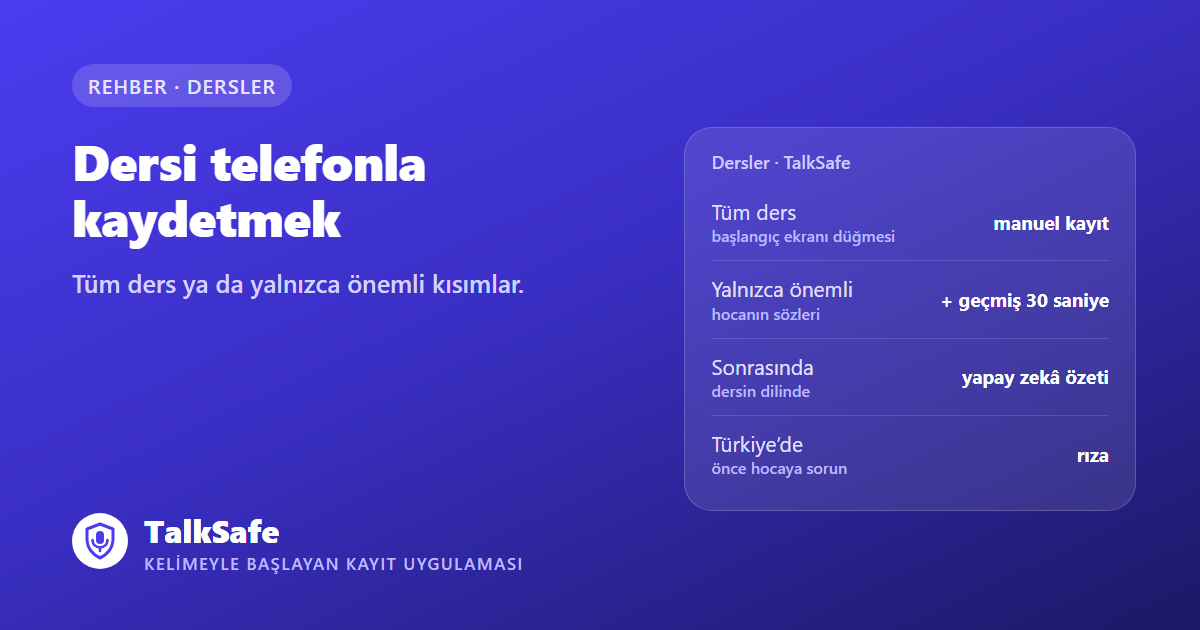 REHBER · DERSLER
Dersi telefonla
kaydetmek
Tüm ders ya da yalnızca önemli kısımlar.
Dersler · TalkSafe
Tüm ders
başlangıç ekranı düğmesi
manuel kayıt
Yalnızca önemli
hocanın sözleri
+ geçmiş 30 saniye
Sonrasında
dersin dilinde
yapay zekâ özeti
Türkiye’de
önce hocaya sorun
rıza
TalkSafe
KELİMEYLE BAŞLAYAN KAYIT UYGULAMASI